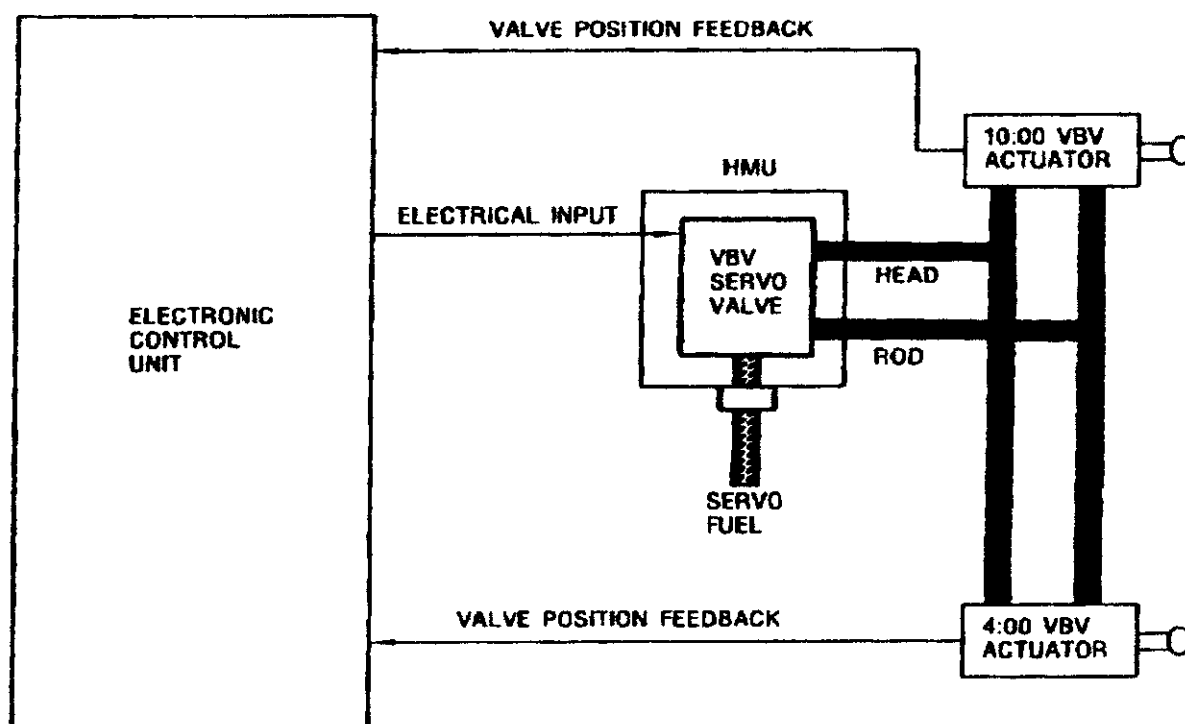 VALVE POSITION FEEDBACK
10:00 VBV
ACTUATOR
HMU
ELECTRICAL INPUT
VBV
SERVO
VALVE
HEAD
ROD
ELECTRONIC
CONTROL
UNIT
SERVO
FUEL
VALVE POSITION FEEDBACK
4:00 VBV
ACTUATOR